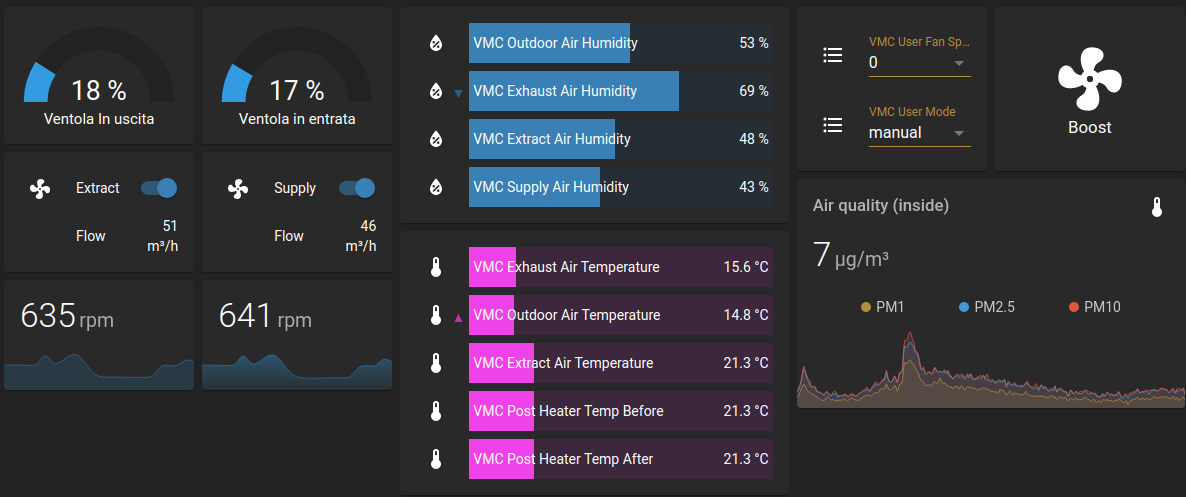 18 %
Ventola In uscita
17 %
Ventola in entrata
Extract
Flow
51
m³/h
Supply
Flow
46
m³/h
635 rpm
641 rpm
VMC Outdoor Air Humidity 53 %
VMC Exhaust Air Humidity 69 %
VMC Extract Air Humidity 48 %
VMC Supply Air Humidity 43 %
VMC Exhaust Air Temperature 15.6 °C
VMC Outdoor Air Temperature 14.8 °C
VMC Extract Air Temperature 21.3 °C
VMC Post Heater Temp Before 21.3 °C
VMC Post Heater Temp After 21.3 °C
VMC User Fan Sp...
0
VMC User Mode
manual
Boost
Air quality (inside)
7 µg/m³
PM1 PM2.5 PM10